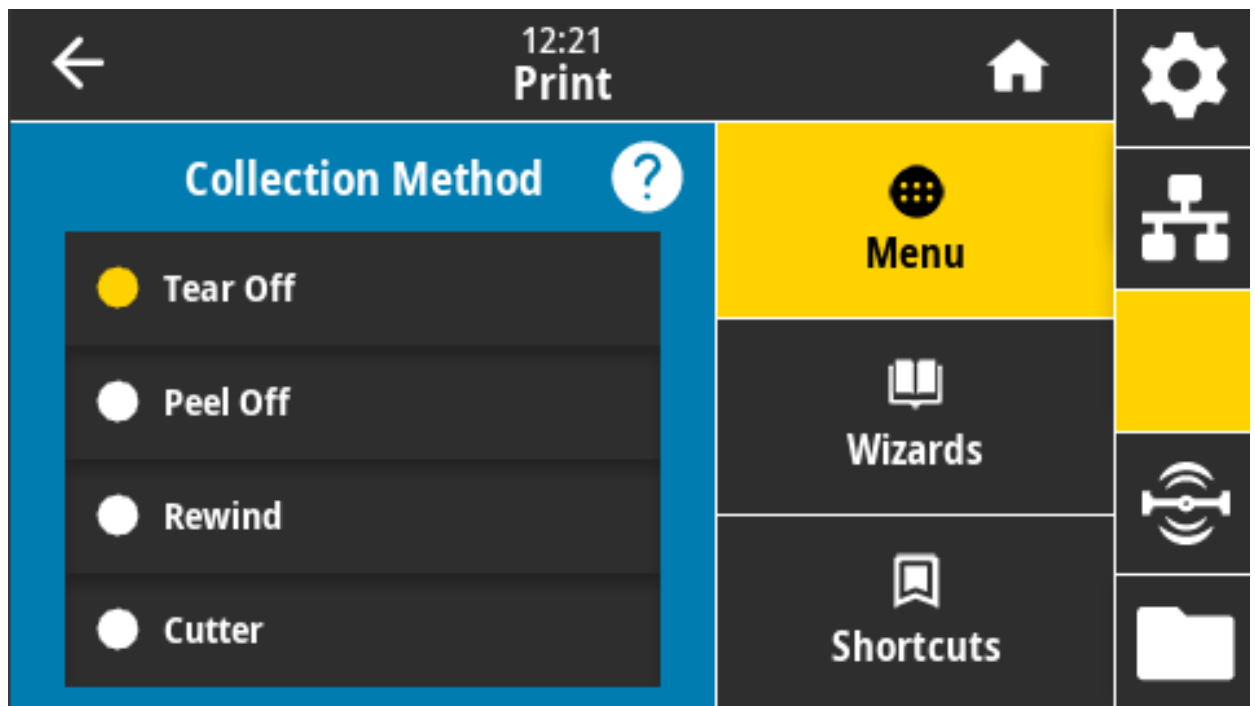 12:21
Print
Collection Method
?
Tear Off
Peel Off
Rewind
Cutter
Menu
Wizards
Shortcuts